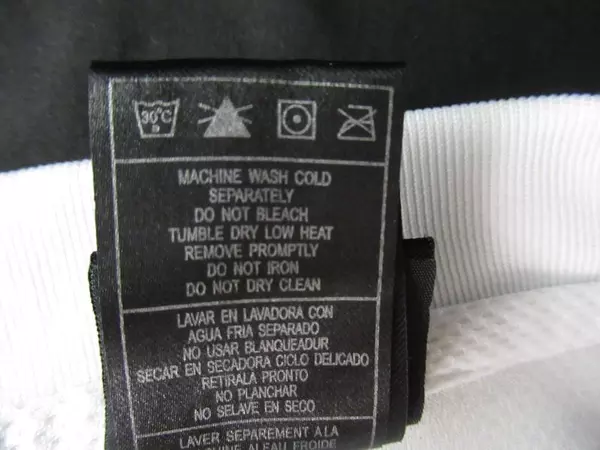 30°C
MACHINE WASH COLD
SEPARATELY
DO NOT BLEACH
TUMBLE DRY LOW HEAT
REMOVE PROMPTLY
DO NOT IRON
DO NOT DRY CLEAN
LAVAR EN LAVADORA CON
AGUA FRIA SEPARADO
NO USAR BLANQUEADUR
SECAR EN SECADORA CICLO DELICADO
RETIRALA PRONTO
NO PLANCHAR
NO SELAVE EN SECO
LAVER SEPAREMENT A LA
A LEAU FROIDE